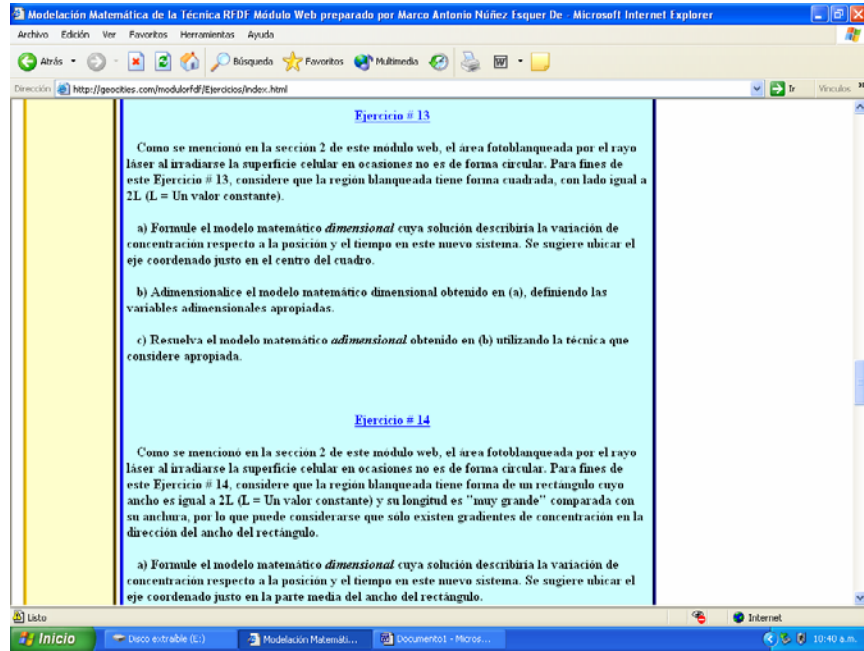 Modelación Matemática de la Técnica RFDF Módulo Web preparado por Marco Antonio Núñez Esquer De - Microsoft Internet Explorer
Archivo Edición Ver Favoritos Herramientas Ayuda
Atrás Búsqueda Favoritos Multimedia
Dirección http://geocities.com/modulorfdf/Ejercicios/index.html Ir Vínculos »
Ejercicio # 13
Como se mencionó en la sección 2 de este módulo web, el área fotoblanqueada por el rayo
láser al irradiarse la superficie celular en ocasiones no es de forma circular. Para fines de
este Ejercicio # 13, considere que la región blanqueada tiene forma cuadrada, con lado igual a
2L (L = Un valor constante).
a) Formule el modelo matemático dimensional cuya solución describiría la variación de
concentración respecto a la posición y el tiempo en este nuevo sistema. Se sugiere ubicar el
eje coordenado justo en el centro del cuadro.
b) Adimensionalice el modelo matemático dimensional obtenido en (a), definiendo las
variables adimensionales apropiadas.
c) Resuelva el modelo matemático adimensional obtenido en (b) utilizando la técnica que
considere apropiada.
Ejercicio # 14
Como se mencionó en la sección 2 de este módulo web, el área fotoblanqueada por el rayo
láser al irradiarse la superficie celular en ocasiones no es de forma circular. Para fines de
este Ejercicio # 14, considere que la región blanqueada tiene forma de un rectángulo cuyo
ancho es igual a 2L (L = Un valor constante) y su longitud es "muy grande" comparada con
su anchura, por lo que puede considerarse que sólo existen gradientes de concentración en la
dirección del ancho del rectángulo.
a) Formule el modelo matemático dimensional cuya solución describiría la variación de
concentración respecto a la posición y el tiempo en este nuevo sistema. Se sugiere ubicar el
eje coordenado justo en la parte media del ancho del rectángulo.
Listo Internet
Inicio Disco extraíble (E:) Modelación Matemáti... Documento1 - Micros... 10:40 a.m.